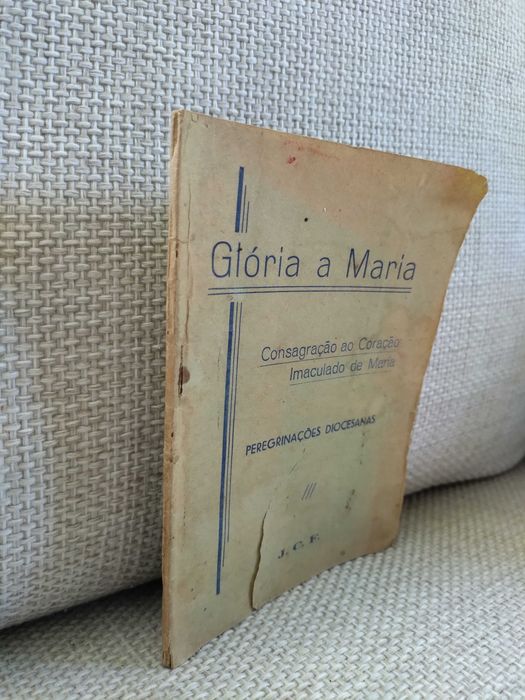 Glória a Maria
Consagração ao Coração
Imaculado de Maria
PEREGRINAÇÕES DIOCESANAS
///
J. C. F.